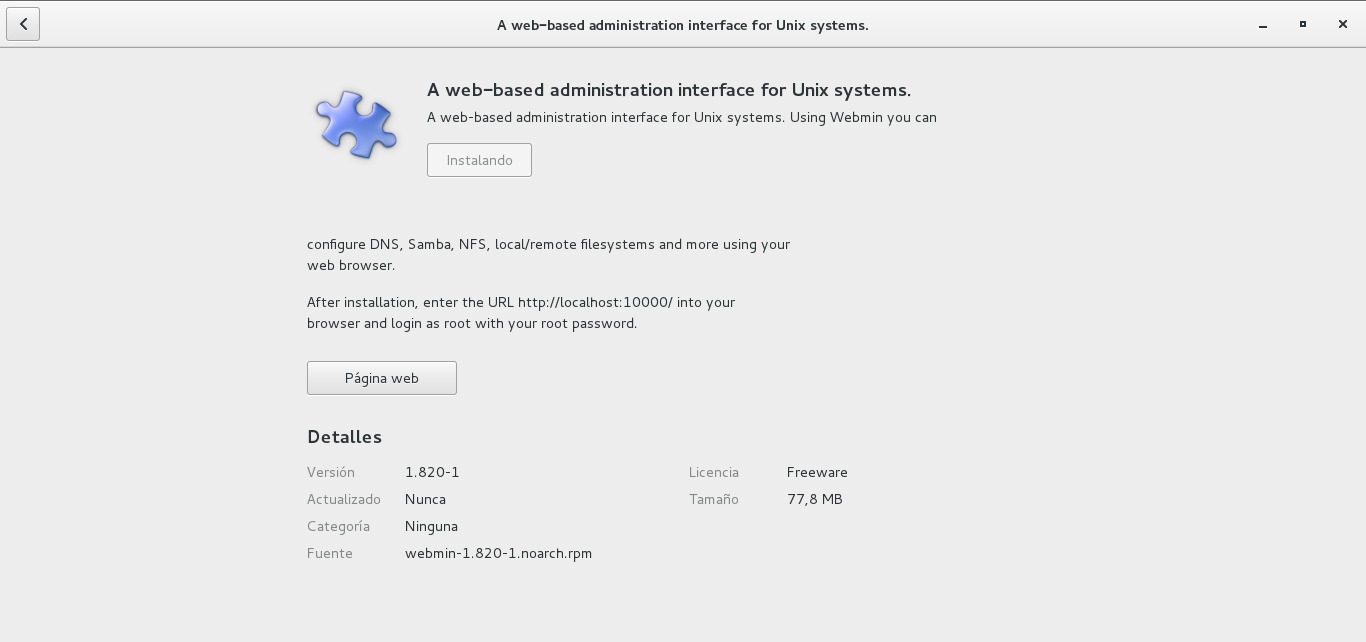 A web-based administration interface for Unix systems.
A web-based administration interface for Unix systems.
A web-based administration interface for Unix systems. Using Webmin you can
Instalando
configure DNS, Samba, NFS, local/remote filesystems and more using your
web browser.
After installation, enter the URL http://localhost:10000/ into your
browser and login as root with your root password.
Página web
Detalles
Versión 1.820-1 Licencia Freeware
Actualizado Nunca Tamaño 77,8 MB
Categoría Ninguna
Fuente webmin-1.820-1.noarch.rpm